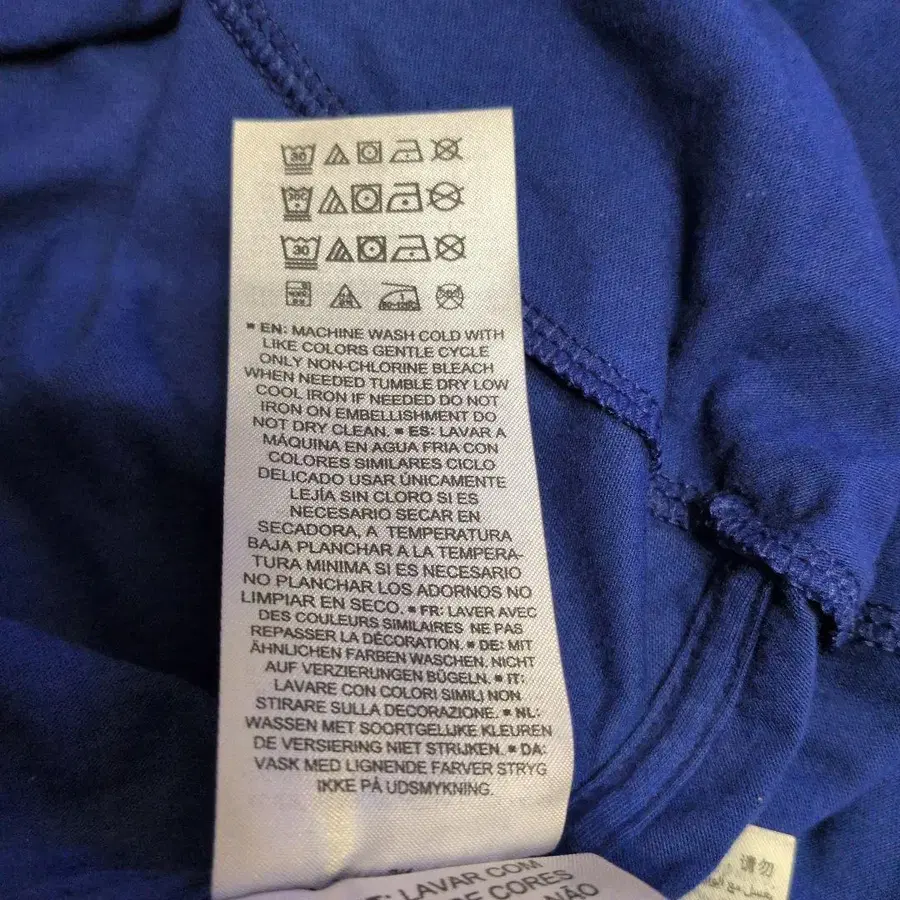 30
30C
30
▪ EN: MACHINE WASH COLD WITH
LIKE COLORS GENTLE CYCLE
ONLY NON-CHLORINE BLEACH
WHEN NEEDED TUMBLE DRY LOW
COOL IRON IF NEEDED DO NOT
IRON ON EMBELLISHMENT DO
NOT DRY CLEAN. ▪ ES: LAVAR A
MÁQUINA EN AGUA FRIA CON
COLORES SIMILARES CICLO
DELICADO USAR ÚNICAMENTE
LEJÍA SIN CLORO SI ES
NECESARIO SECAR EN
SECADORA, A TEMPERATURA
BAJA PLANCHAR A LA TEMPERA-
TURA MINIMA SI ES NECESARIO
NO PLANCHAR LOS ADORNOS NO
LIMPIAR EN SECO. ▪ FR: LAVER AVEC
DES COULEURS SIMILAIRES NE PAS
REPASSER LA DÉCORATION. ▪ DE: MIT
ÄHNLICHEN FARBEN WASCHEN. NICHT
AUF VERZIERUNGEN BÜGELN. ▪ IT:
LAVARE CON COLORI SIMILI NON
STIRARE SULLA DECORAZIONE. ▪ NL:
WASSEN MET SOORTGELIJKE KLEUREN
DE VERSIERING NIET STRIJKEN. ▪ DA:
VASK MED LIGNENDE FARVER STRYG
IKKE PÅ UDSMYKNING.
LAVAR COM
CORES
NÃO
请勿